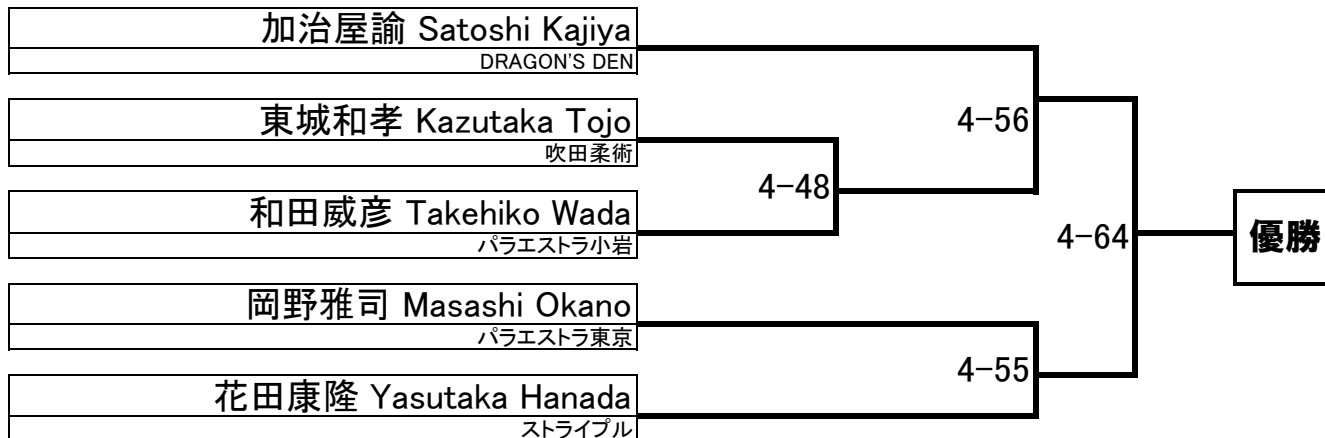 加治屋諭 Satoshi Kajiya
DRAGON'S DEN
東城和孝 Kazutaka Tojo
吹田柔術
和田威彦 Takehiko Wada
パラエストラ小岩
岡野雅司 Masashi Okano
パラエストラ東京
花田康隆 Yasutaka Hanada
ストライプル
4-48
4-56
4-55
4-64
優勝